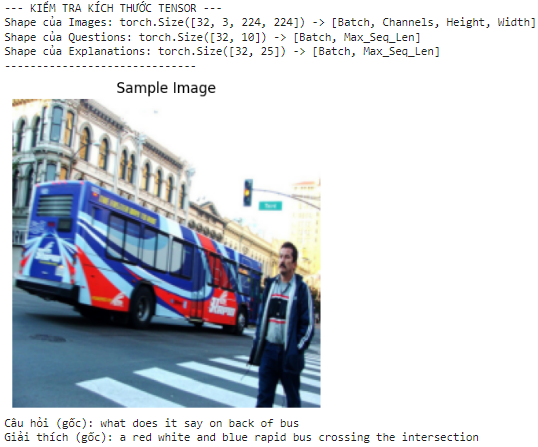 --- KIỂM TRA KÍCH THƯỚC TENSOR ---
Shape của Images: torch.Size([32, 3, 224, 224]) -> [Batch, Channels, Height, Width]
Shape của Questions: torch.Size([32, 10]) -> [Batch, Max_Seq_Len]
Shape của Explanations: torch.Size([32, 25]) -> [Batch, Max_Seq_Len]
------------------------------
Sample Image
Câu hỏi (gốc): what does it say on back of bus
Giải thích (gốc): a red white and blue rapid bus crossing the intersection